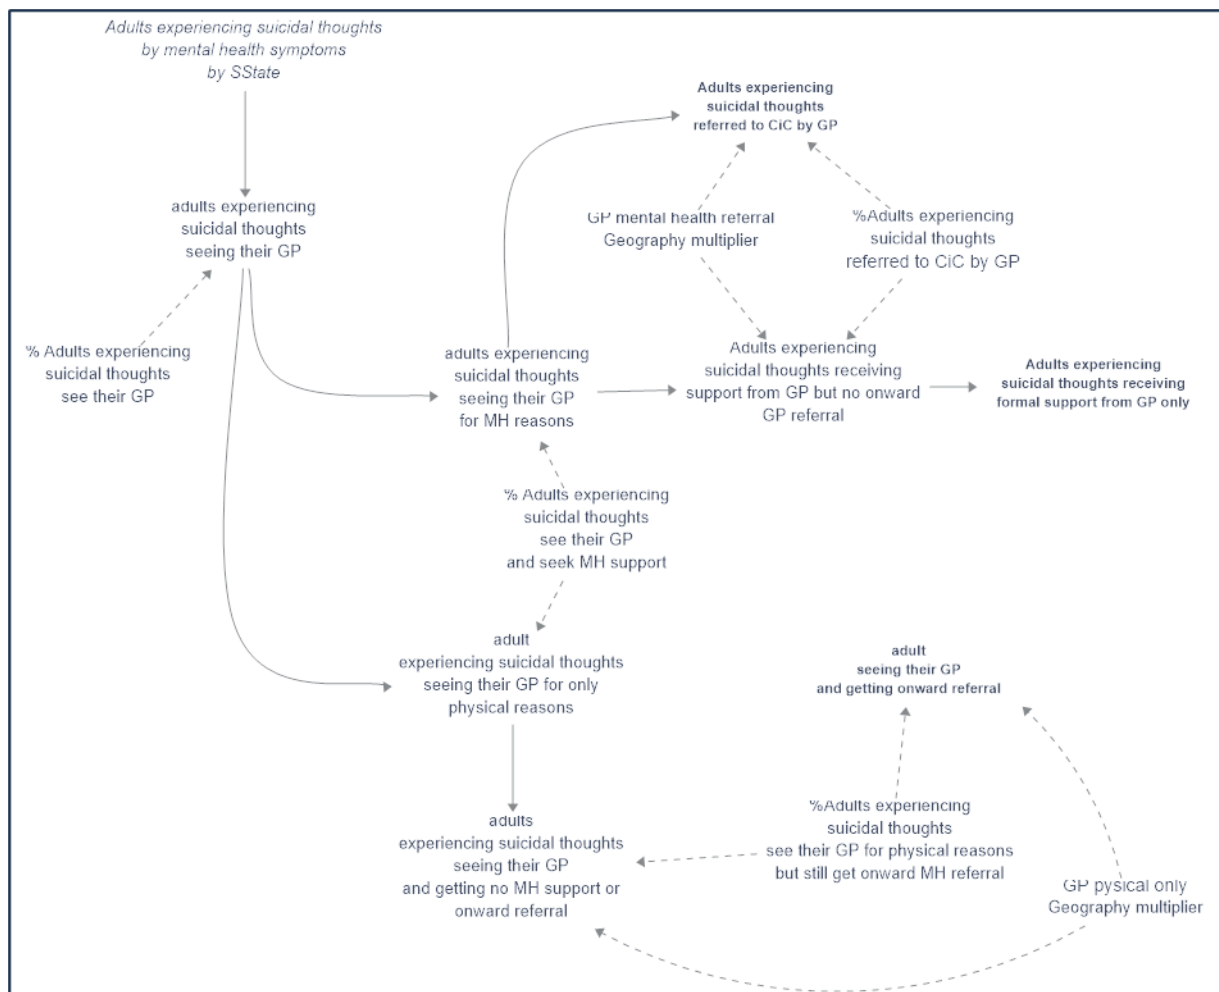 Adults experiencing suicidal thoughts
by mental health symptoms
by SState
Adults experiencing
suicidal thoughts
referred to CiC by GP
adults experiencing
suicidal thoughts
seeing their GP
GP mental health referral
Geography multiplier
%Adults experiencing
suicidal thoughts
referred to CiC by GP
% Adults experiencing
suicidal thoughts
see their GP
adults experiencing
suicidal thoughts
seeing their GP
for MH reasons
Adults experiencing
suicidal thoughts receiving
support from GP but no onward
GP referral
Adults experiencing
suicidal thoughts receiving
formal support from GP only
% Adults experiencing
suicidal thoughts
see their GP
and seek MH support
adult
experiencing suicidal thoughts
seeing their GP for only
physical reasons
adult
seeing their GP
and getting onward referral
adults
experiencing suicidal thoughts
seeing their GP
and getting no MH support or
onward referral
%Adults experiencing
suicidal thoughts
see their GP for physical reasons
but still get onward MH referral
GP pysical only
Geography multiplier